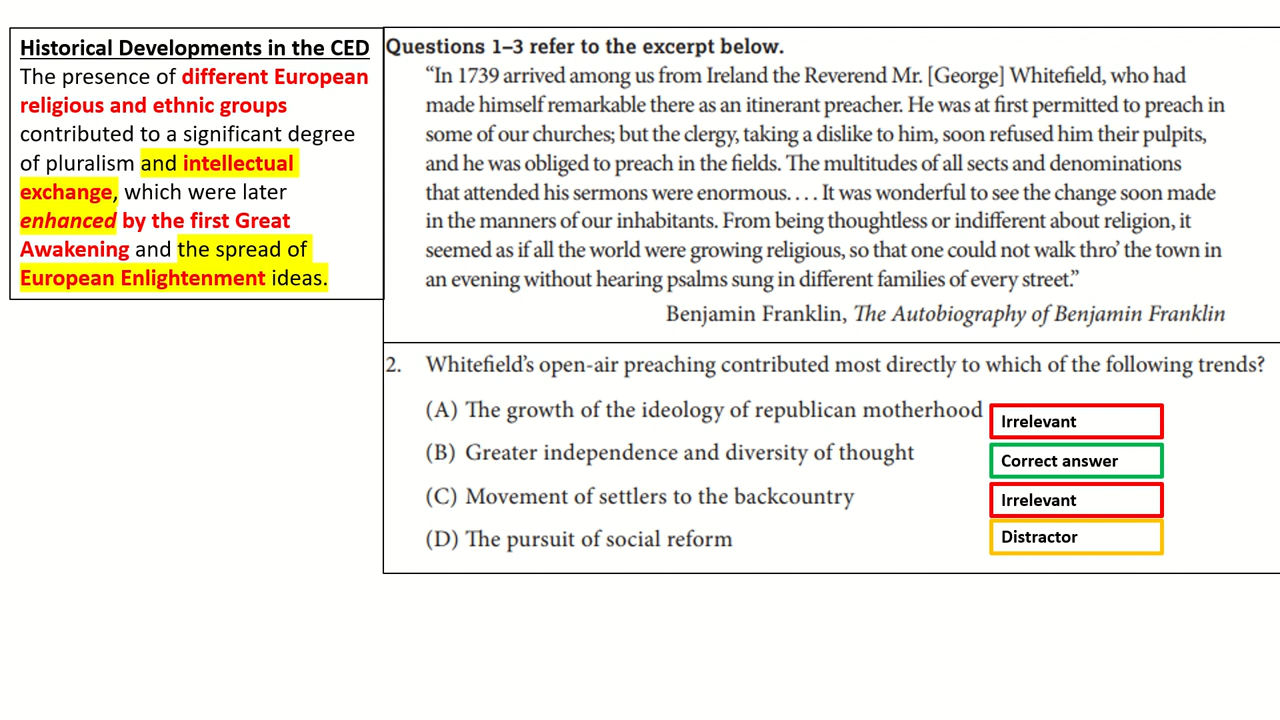 Historical Developments in the CED
The presence of different European
religious and ethnic groups
contributed to a significant degree
of pluralism and intellectual
exchange, which were later
enhanced by the first Great
Awakening and the spread of
European Enlightenment ideas.
Questions 1–3 refer to the excerpt below.
“In 1739 arrived among us from Ireland the Reverend Mr. [George] Whitefield, who had
made himself remarkable there as an itinerant preacher. He was at first permitted to preach in
some of our churches; but the clergy, taking a dislike to him, soon refused him their pulpits,
and he was obliged to preach in the fields. The multitudes of all sects and denominations
that attended his sermons were enormous. . . . It was wonderful to see the change soon made
in the manners of our inhabitants. From being thoughtless or indifferent about religion, it
seemed as if all the world were growing religious, so that one could not walk thro’ the town in
an evening without hearing psalms sung in different families of every street.”
Benjamin Franklin, The Autobiography of Benjamin Franklin
2. Whitefield’s open-air preaching contributed most directly to which of the following trends?
(A) The growth of the ideology of republican motherhood
Irrelevant
(B) Greater independence and diversity of thought
Correct answer
(C) Movement of settlers to the backcountry
Irrelevant
(D) The pursuit of social reform
Distractor